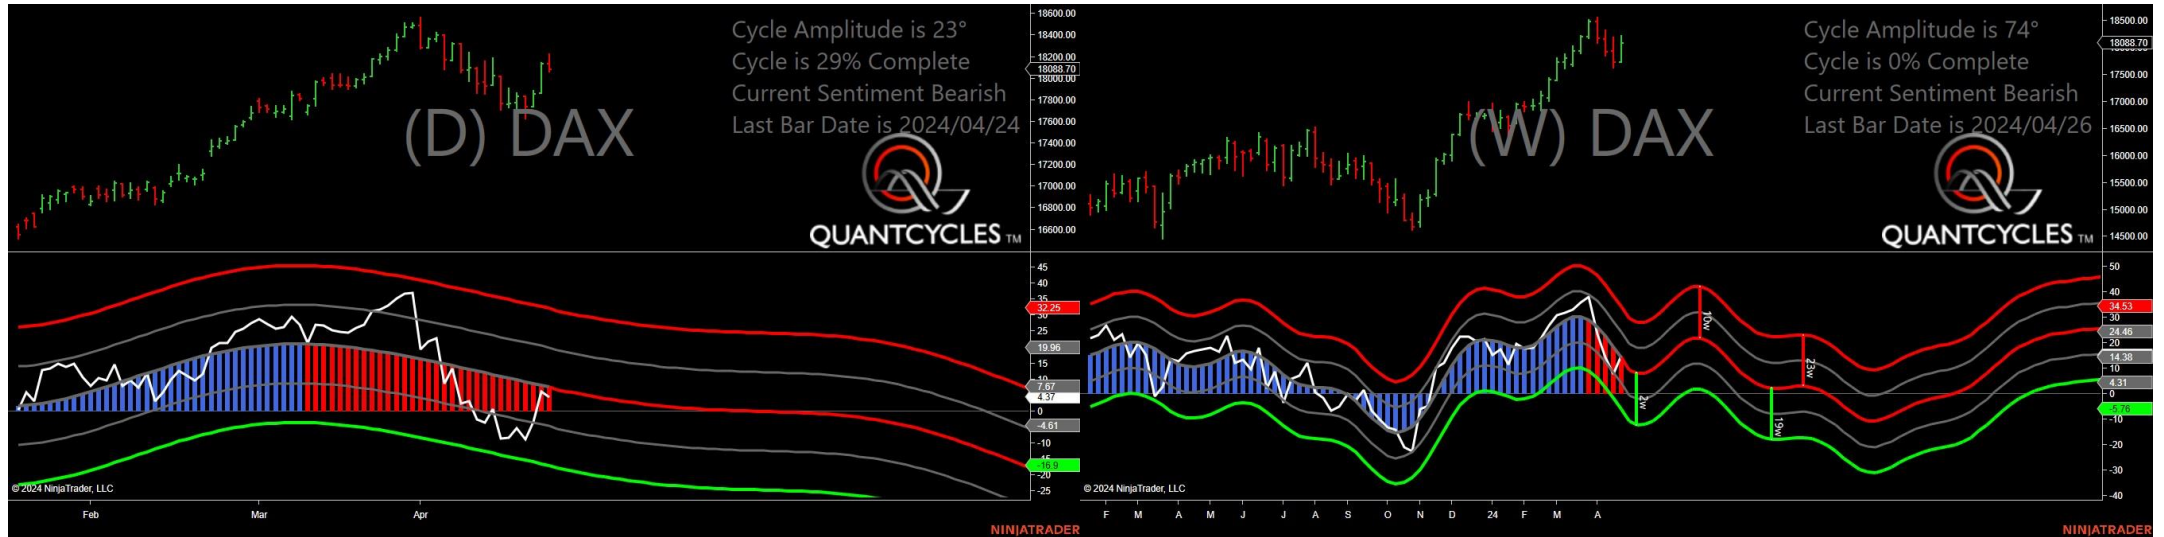 Cycle Amplitude is 23°
Cycle is 29% Complete
Current Sentiment Bearish
Last Bar Date is 2024/04/24
(D) DAX
QUANTCYCLES TM
18600.00
18400.00
18200.00
18088.70
18000.00
17800.00
17600.00
17400.00
17200.00
17000.00
16800.00
16600.00
45
40
35
32.25
30
25
19.96
15
10
7.67
4.37
0
-4.61
-10
-16.9
-20
-25
© 2024 NinjaTrader, LLC
Feb
Mar
Apr
NINJATRADER
Cycle Amplitude is 74°
Cycle is 0% Complete
Current Sentiment Bearish
Last Bar Date is 2024/04/26
(W) DAX
QUANTCYCLES TM
18500.00
18088.70
17500.00
17000.00
16500.00
16000.00
15500.00
15000.00
14500.00
50
40
34.53
30
24.46
20
14.38
10
4.31
0
-5.76
-10
-20
-30
-40
2w
10w
19w
23w
© 2024 NinjaTrader, LLC
F M A M J J A S O N D 24 F M A
NINJATRADER